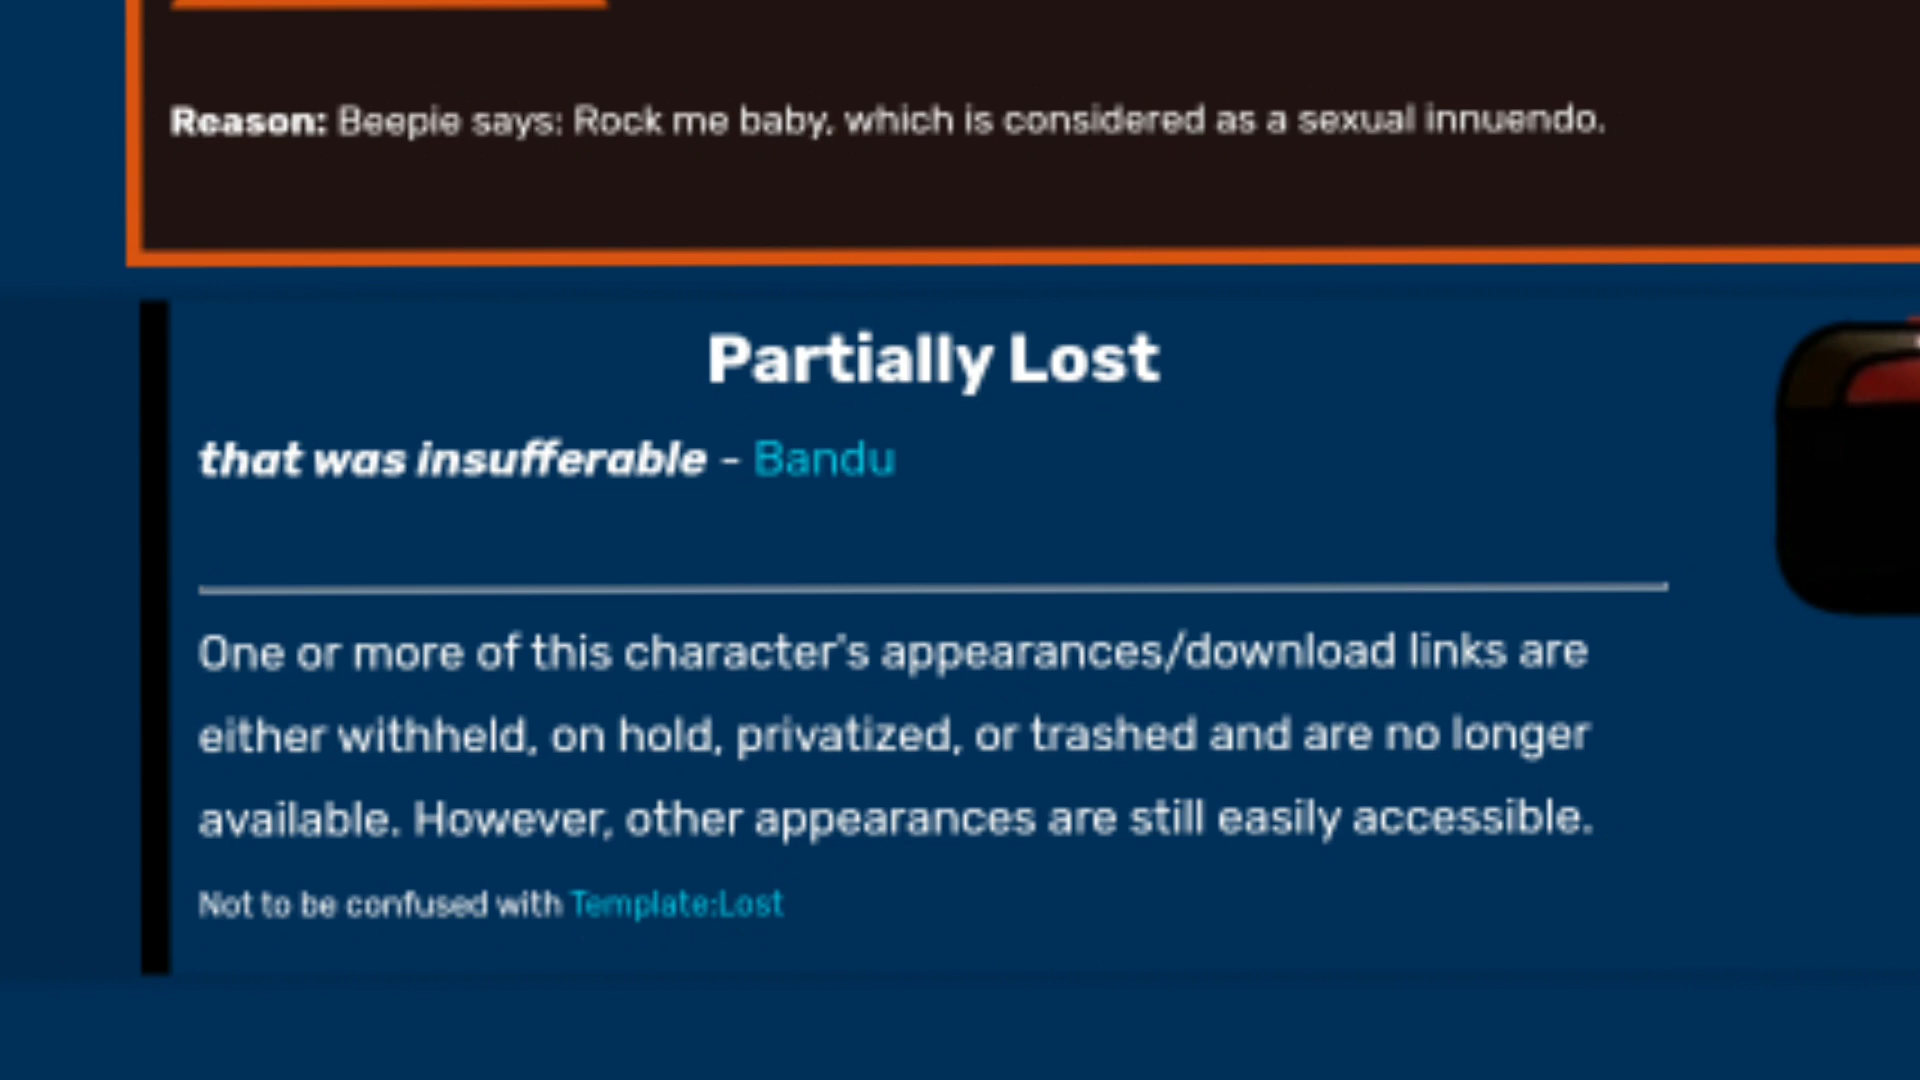 Reason: Beepie says: Rock me baby, which is considered as a sexual innuendo.
Partially Lost
that was insufferable - Bandu
One or more of this character's appearances/download links are
either withheld, on hold, privatized, or trashed and are no longer
available. However, other appearances are still easily accessible.
Not to be confused with Template:Lost